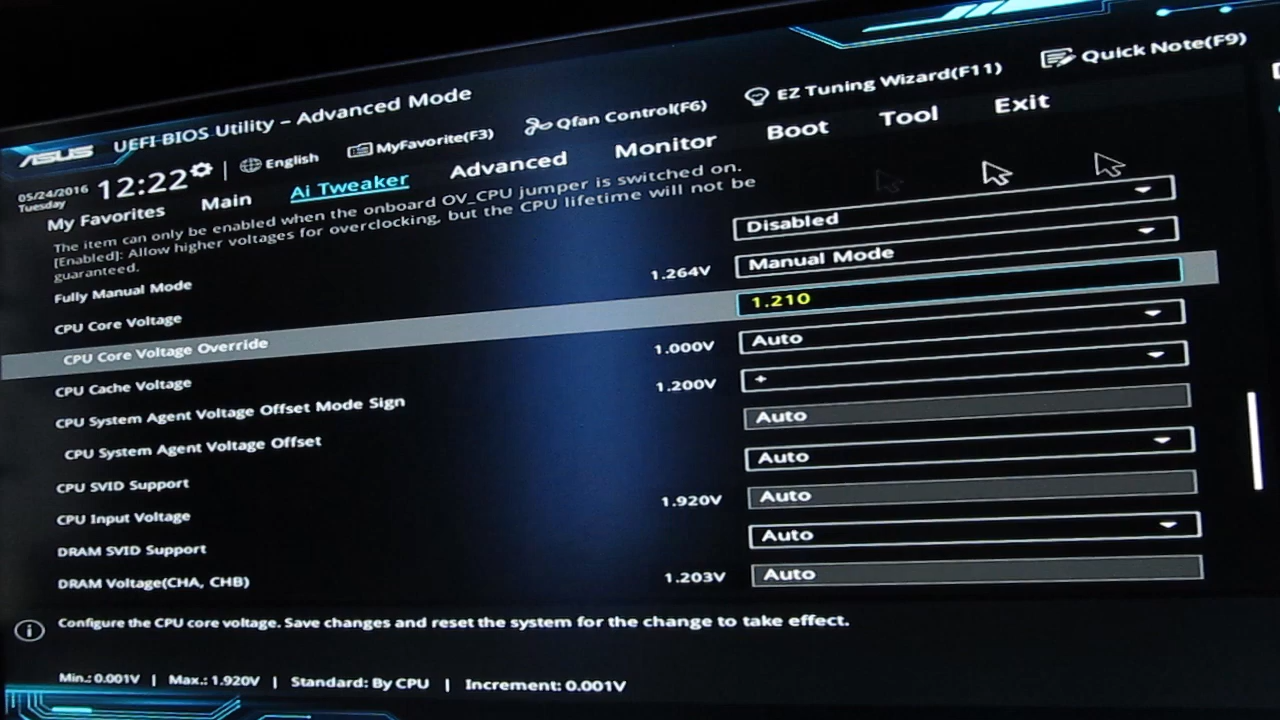 Quick Note(F9)
EZ Tuning Wizard(F11)
UEFI BIOS Utility – Advanced Mode
ASUS
05/24/2016
Tuesday
12:22
English
MyFavorite(F3)
Qfan Control(F6)
My Favorites
Main
Ai Tweaker
Advanced
Monitor
Boot
Tool
Exit
The item can only be enabled when the onboard OV_CPU jumper is switched on.
[Enabled]: Allow higher voltages for overclocking, but the CPU lifetime will not be
guaranteed.
Fully Manual Mode
Disabled
CPU Core Voltage
1.264V
Manual Mode
CPU Core Voltage Override
1.210
CPU Cache Voltage
1.000V
Auto
CPU System Agent Voltage Offset Mode Sign
1.200V
+
CPU System Agent Voltage Offset
Auto
CPU SVID Support
Auto
CPU Input Voltage
1.920V
Auto
DRAM SVID Support
Auto
DRAM Voltage(CHA, CHB)
1.203V
Auto
Configure the CPU core voltage. Save changes and reset the system for the change to take effect.
Min.: 0.001V | Max.: 1.920V | Standard: By CPU | Increment: 0.001V